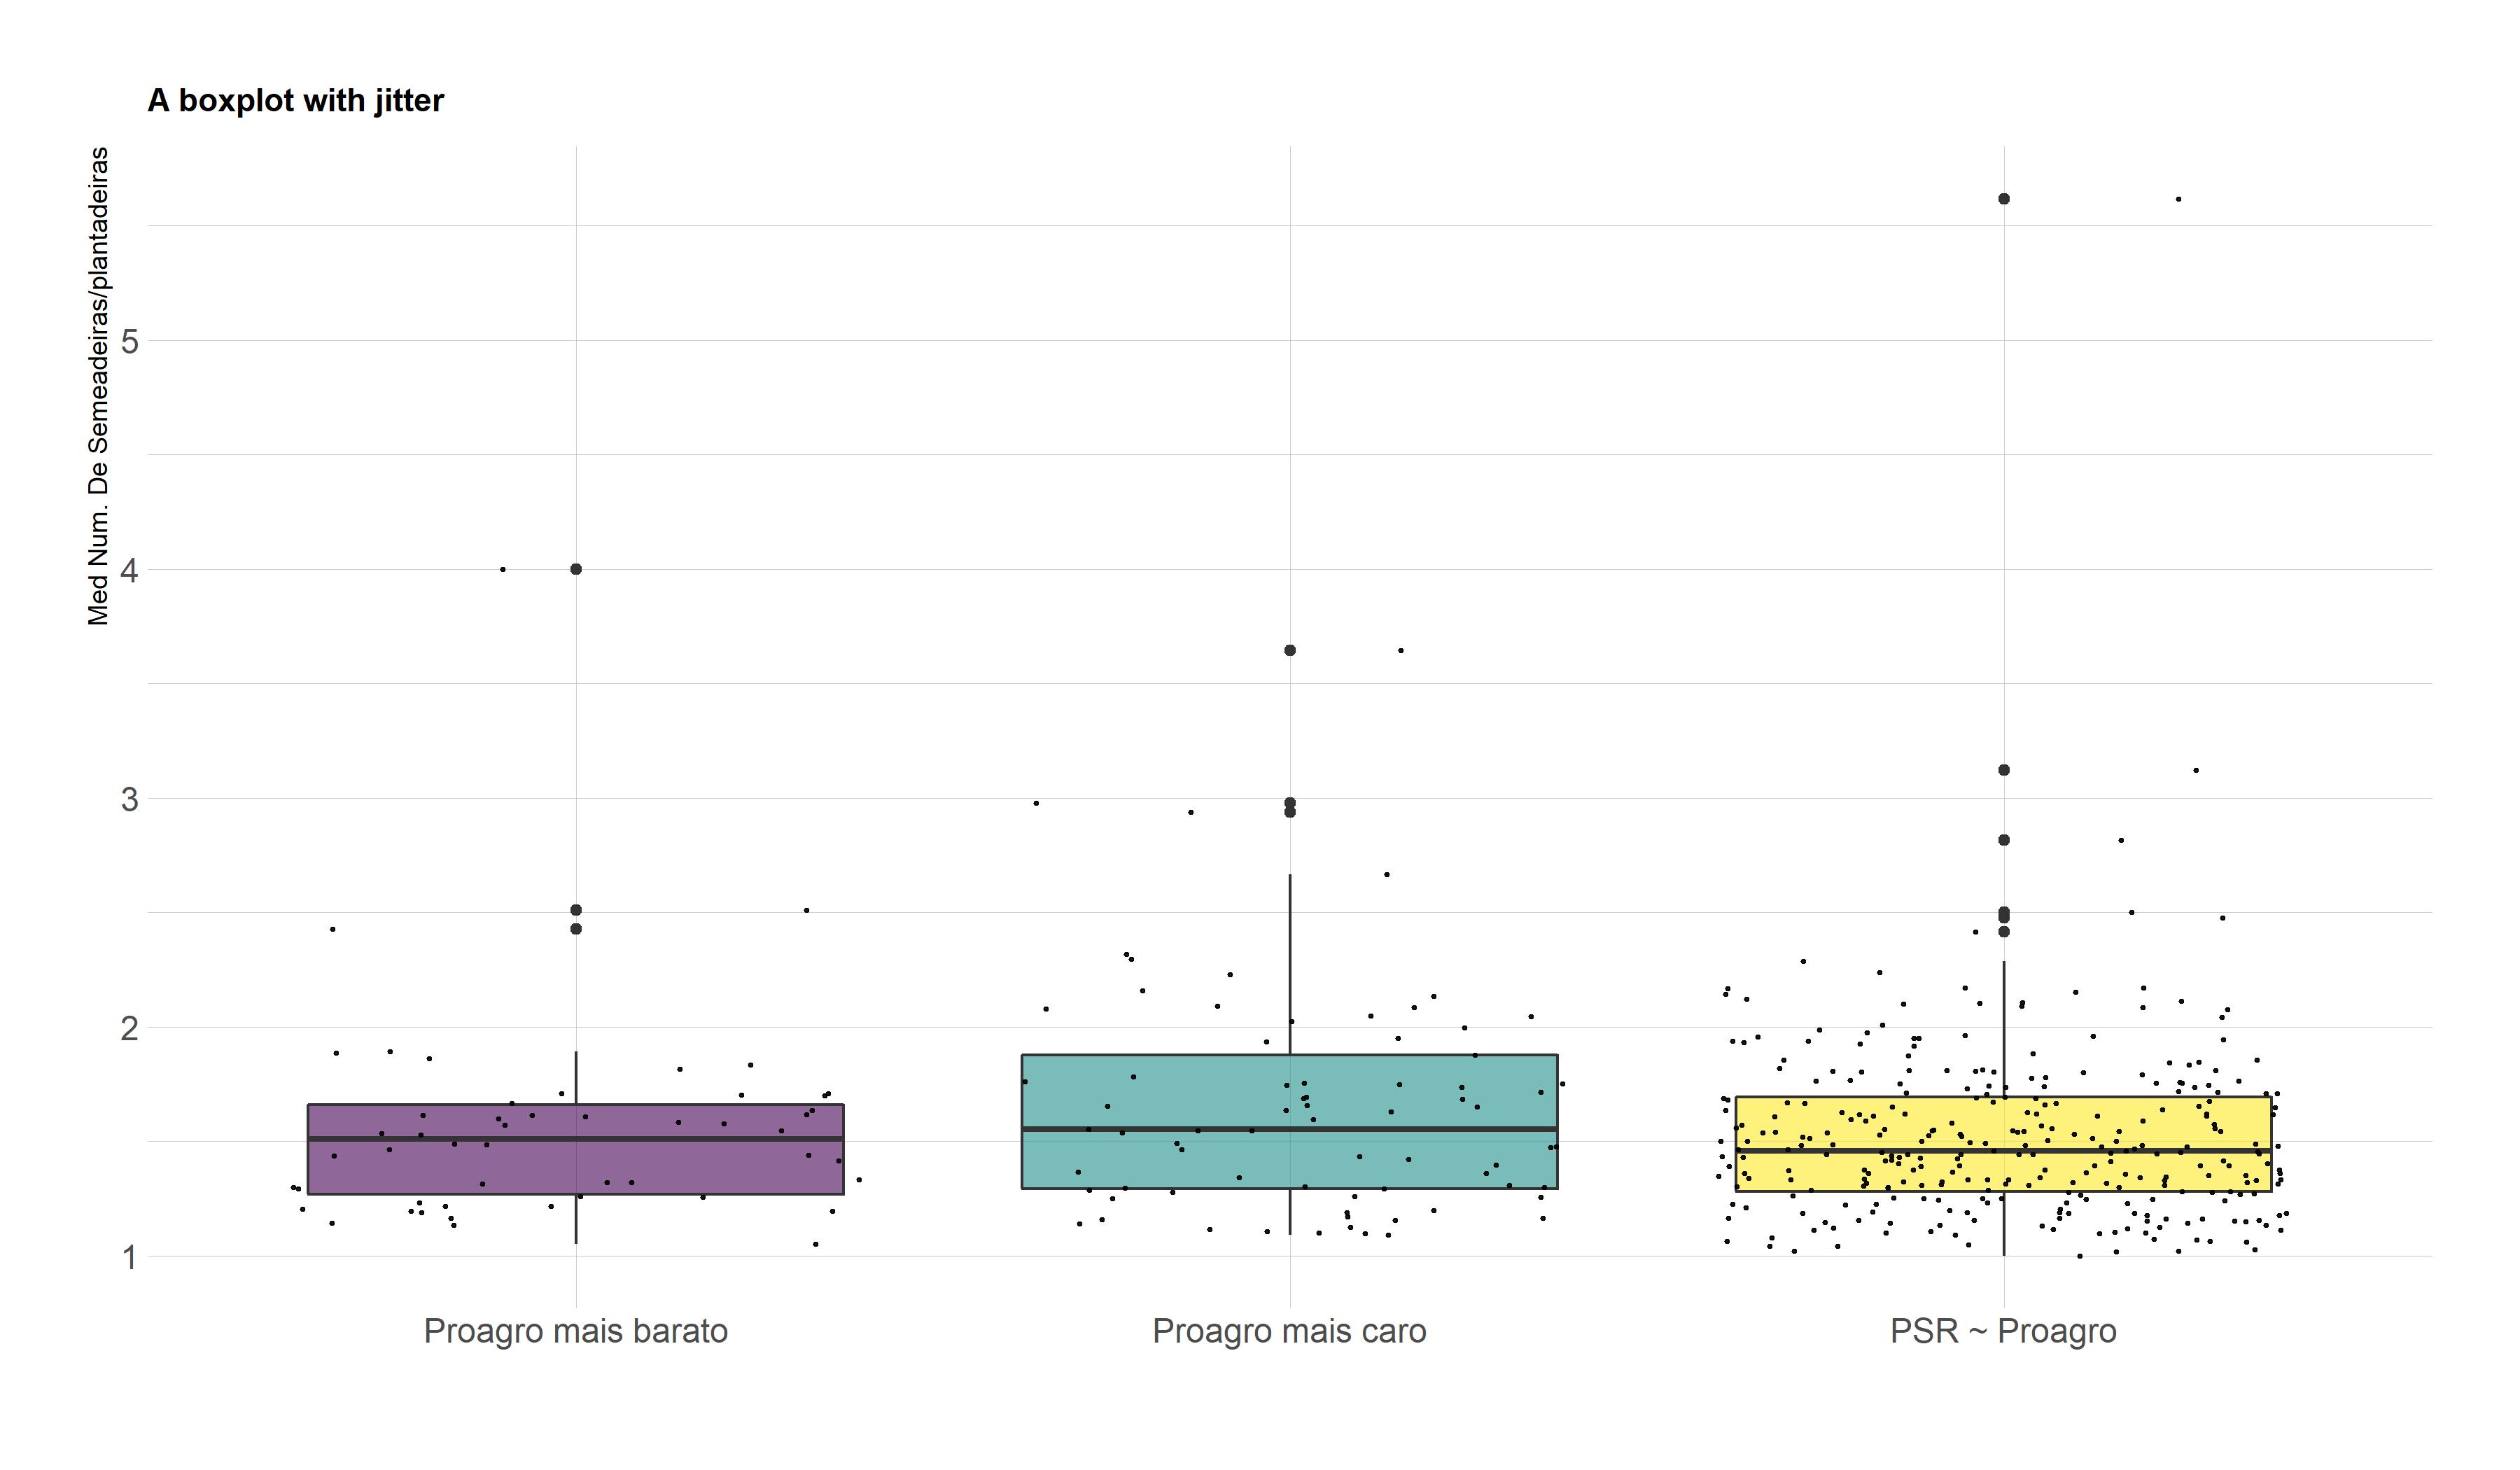 A boxplot with jitter
Med Num. De Semeadeiras/plantadeiras
5
4
3
2
1
Proagro mais barato
Proagro mais caro
PSR ~ Proagro